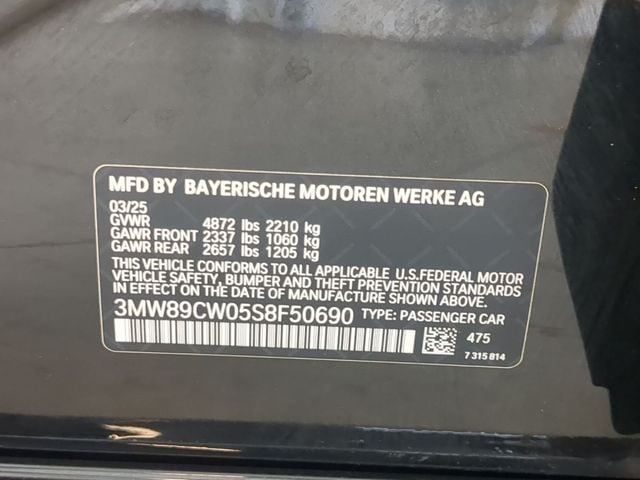 MFD BY BAYERISCHE MOTOREN WERKE AG
03/25
GVWR 4872 lbs 2210 kg
GAWR FRONT 2337 lbs 1060 kg
GAWR REAR 2657 lbs 1205 kg
THIS VEHICLE CONFORMS TO ALL APPLICABLE U.S.FEDERAL MOTOR
VEHICLE SAFETY, BUMPER, AND THEFT PREVENTION STANDARDS
IN EFFECT ON THE DATE OF MANUFACTURE SHOWN ABOVE.
3MW89CW05S8F50690 TYPE: PASSENGER CAR
475
7 315 814